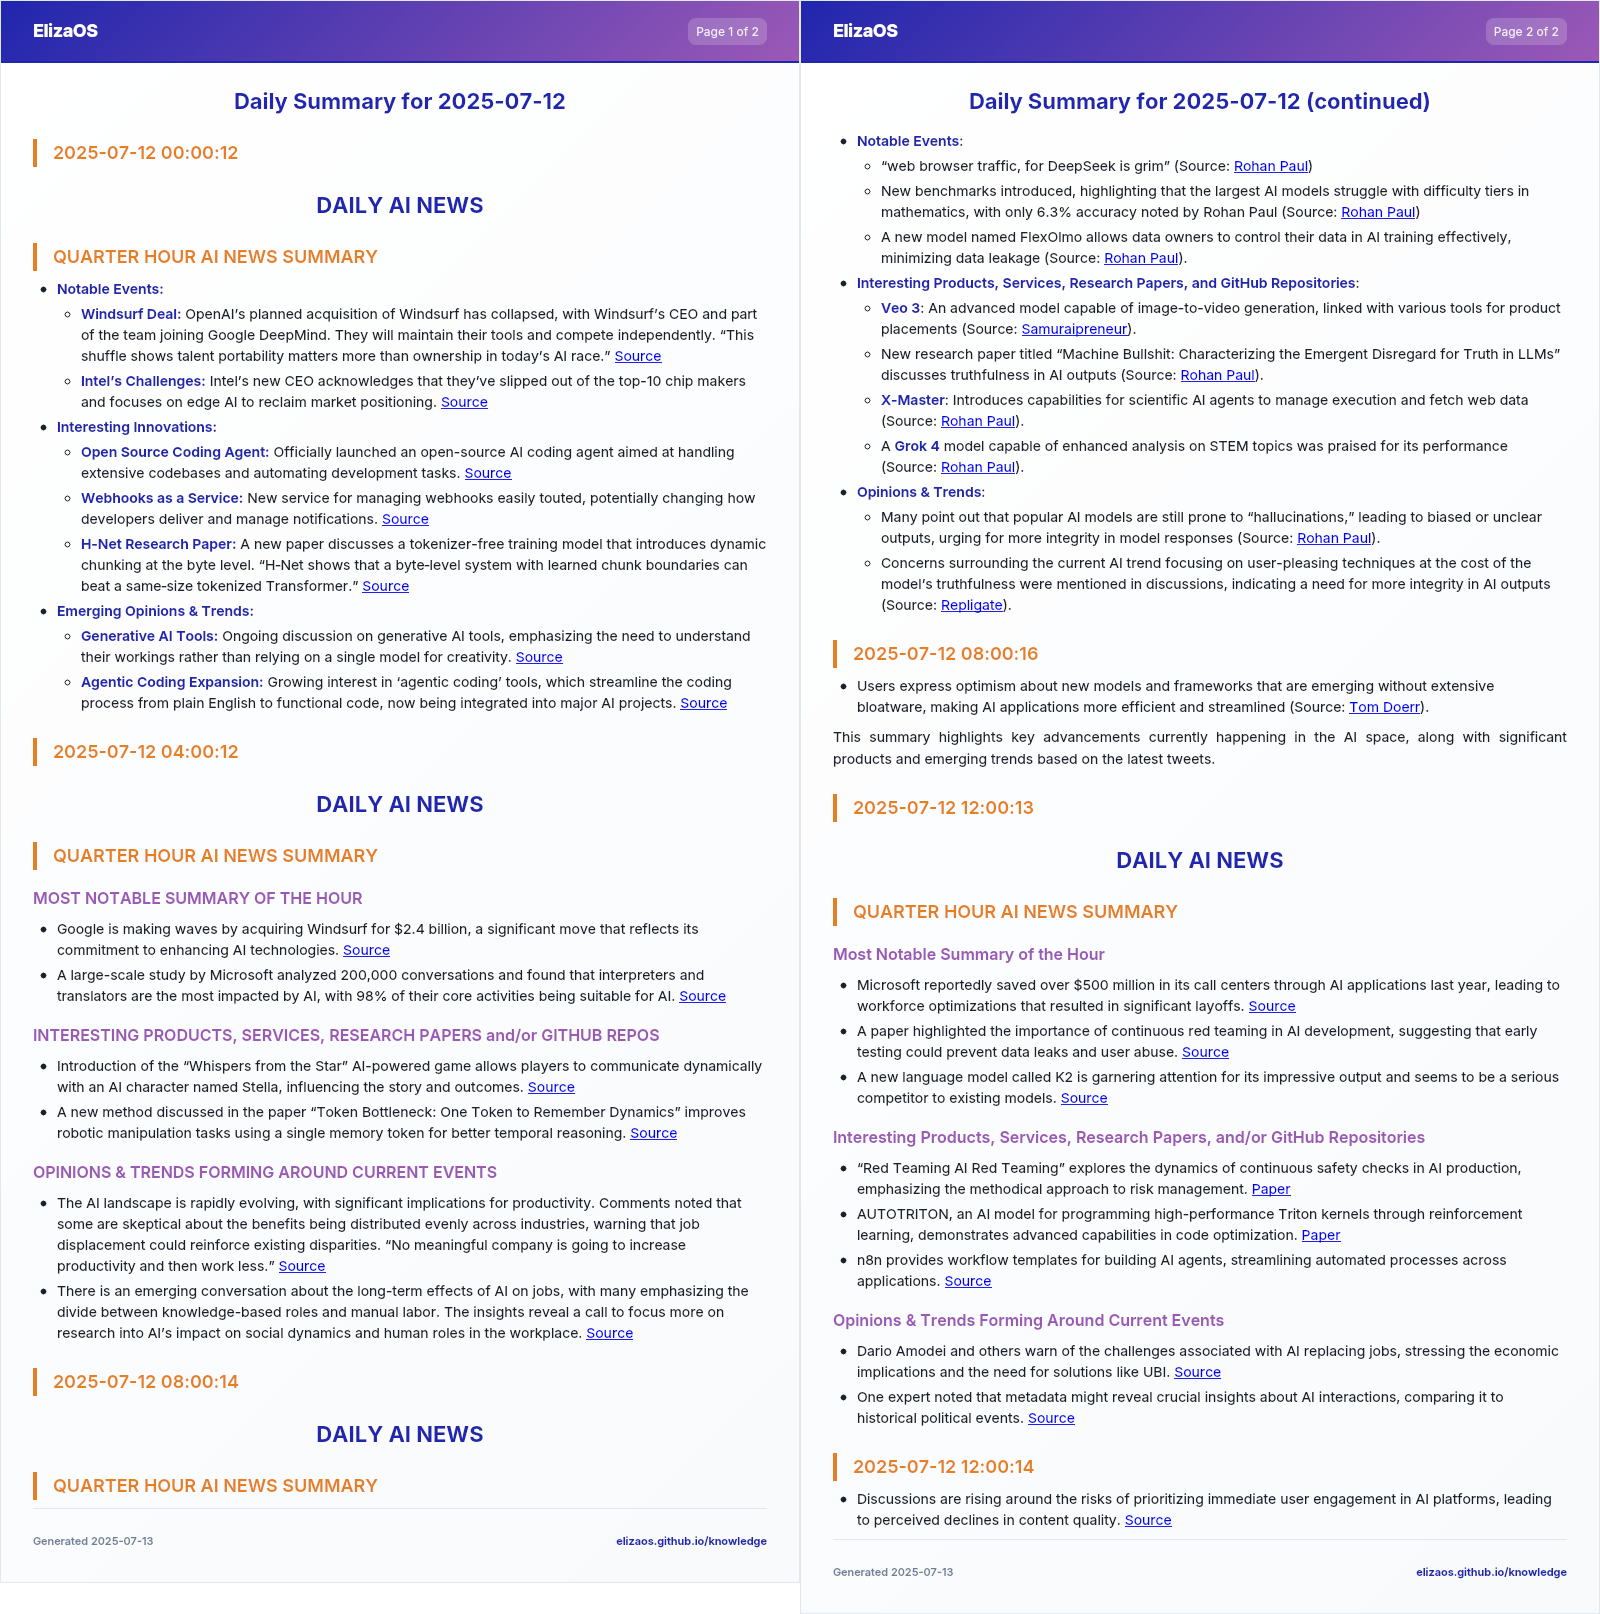 ElizaOS
Page 1 of 2
Daily Summary for 2025-07-12
2025-07-12 00:00:12
DAILY AI NEWS
QUARTER HOUR AI NEWS SUMMARY
Notable Events:
Windsurf Deal: OpenAI's planned acquisition of Windsurf has collapsed, with Windsurf's CEO and part
of the team joining Google DeepMind. They will maintain their tools and compete independently. "This
shuffle shows talent portability matters more than ownership in today's AI race." Source
Intel's Challenges: Intel's new CEO acknowledges that they've slipped out of the top-10 chip makers
and focuses on edge AI to reclaim market positioning. Source
Interesting Innovations:
Open Source Coding Agent: Officially launched an open-source AI coding agent aimed at handling
extensive codebases and automating development tasks. Source
Webhooks as a Service: New service for managing webhooks easily touted, potentially changing how
developers deliver and manage notifications. Source
H-Net Research Paper: A new paper discusses a tokenizer-free training model that introduces dynamic
chunking at the byte level. "H-Net shows that a byte-level system with learned chunk boundaries can
beat a same-size tokenized Transformer." Source
Emerging Opinions & Trends:
Generative AI Tools: Ongoing discussion on generative AI tools, emphasizing the need to understand
their workings rather than relying on a single model for creativity. Source
Agentic Coding Expansion: Growing interest in 'agentic coding' tools, which streamline the coding
process from plain English to functional code, now being integrated into major AI projects. Source
2025-07-12 04:00:12
DAILY AI NEWS
QUARTER HOUR AI NEWS SUMMARY
MOST NOTABLE SUMMARY OF THE HOUR
Google is making waves by acquiring Windsurf for $2.4 billion, a significant move that reflects its
commitment to enhancing AI technologies. Source
A large-scale study by Microsoft analyzed 200,000 conversations and found that interpreters and
translators are the most impacted by AI, with 98% of their core activities being suitable for AI. Source
INTERESTING PRODUCTS, SERVICES, RESEARCH PAPERS and/or GITHUB REPOS
Introduction of the "Whispers from the Star" AI-powered game allows players to communicate dynamically
with an AI character named Stella, influencing the story and outcomes. Source
A new method discussed in the paper "Token Bottleneck: One Token to Remember Dynamics" improves
robotic manipulation tasks using a single memory token for better temporal reasoning. Source
OPINIONS & TRENDS FORMING AROUND CURRENT EVENTS
The AI landscape is rapidly evolving, with significant implications for productivity. Comments noted that
some are skeptical about the benefits being distributed evenly across industries, warning that job
displacement could reinforce existing disparities. "No meaningful company is going to increase
productivity and then work less." Source
There is an emerging conversation about the long-term effects of AI on jobs, with many emphasizing the
divide between knowledge-based roles and manual labor. The insights reveal a call to focus more on
research into AI's impact on social dynamics and human roles in the workplace. Source
2025-07-12 08:00:14
DAILY AI NEWS
QUARTER HOUR AI NEWS SUMMARY
Generated 2025-07-13
elizaos.github.io/knowledge
ElizaOS
Page 2 of 2
Daily Summary for 2025-07-12 (continued)
Notable Events:
"web browser traffic, for DeepSeek is grim" (Source: Rohan Paul)
New benchmarks introduced, highlighting that the largest AI models struggle with difficulty tiers in
mathematics, with only 6.3% accuracy noted by Rohan Paul (Source: Rohan Paul)
A new model named FlexOlmo allows data owners to control their data in AI training effectively,
minimizing data leakage (Source: Rohan Paul).
Interesting Products, Services, Research Papers, and GitHub Repositories:
Veo 3: An advanced model capable of image-to-video generation, linked with various tools for product
placements (Source: Samuraipreneur).
New research paper titled "Machine Bullshit: Characterizing the Emergent Disregard for Truth in LLMs"
discusses truthfulness in AI outputs (Source: Rohan Paul).
X-Master: Introduces capabilities for scientific AI agents to manage execution and fetch web data
(Source: Rohan Paul).
A Grok 4 model capable of enhanced analysis on STEM topics was praised for its performance
(Source: Rohan Paul).
Opinions & Trends:
Many point out that popular AI models are still prone to "hallucinations," leading to biased or unclear
outputs, urging for more integrity in model responses (Source: Rohan Paul).
Concerns surrounding the current AI trend focusing on user-pleasing techniques at the cost of the
model's truthfulness were mentioned in discussions, indicating a need for more integrity in AI outputs
(Source: Repligate).
2025-07-12 08:00:16
Users express optimism about new models and frameworks that are emerging without extensive
bloatware, making AI applications more efficient and streamlined (Source: Tom Doerr).
This summary highlights key advancements currently happening in the AI space, along with significant
products and emerging trends based on the latest tweets.
2025-07-12 12:00:13
DAILY AI NEWS
QUARTER HOUR AI NEWS SUMMARY
Most Notable Summary of the Hour
Microsoft reportedly saved over $500 million in its call centers through AI applications last year, leading to
workforce optimizations that resulted in significant layoffs. Source
A paper highlighted the importance of continuous red teaming in AI development, suggesting that early
testing could prevent data leaks and user abuse. Source
A new language model called K2 is garnering attention for its impressive output and seems to be a serious
competitor to existing models. Source
Interesting Products, Services, Research Papers, and/or GitHub Repositories
"Red Teaming AI Red Teaming" explores the dynamics of continuous safety checks in AI production,
emphasizing the methodical approach to risk management. Paper
AUTOTRITON, an AI model for programming high-performance Triton kernels through reinforcement
learning, demonstrates advanced capabilities in code optimization. Paper
n8n provides workflow templates for building AI agents, streamlining automated processes across
applications. Source
Opinions & Trends Forming Around Current Events
Dario Amodei and others warn of the challenges associated with AI replacing jobs, stressing the economic
implications and the need for solutions like UBI. Source
One expert noted that metadata might reveal crucial insights about AI interactions, comparing it to
historical political events. Source
2025-07-12 12:00:14
Discussions are rising around the risks of prioritizing immediate user engagement in AI platforms, leading
to perceived declines in content quality. Source
Generated 2025-07-13
elizaos.github.io/knowledge